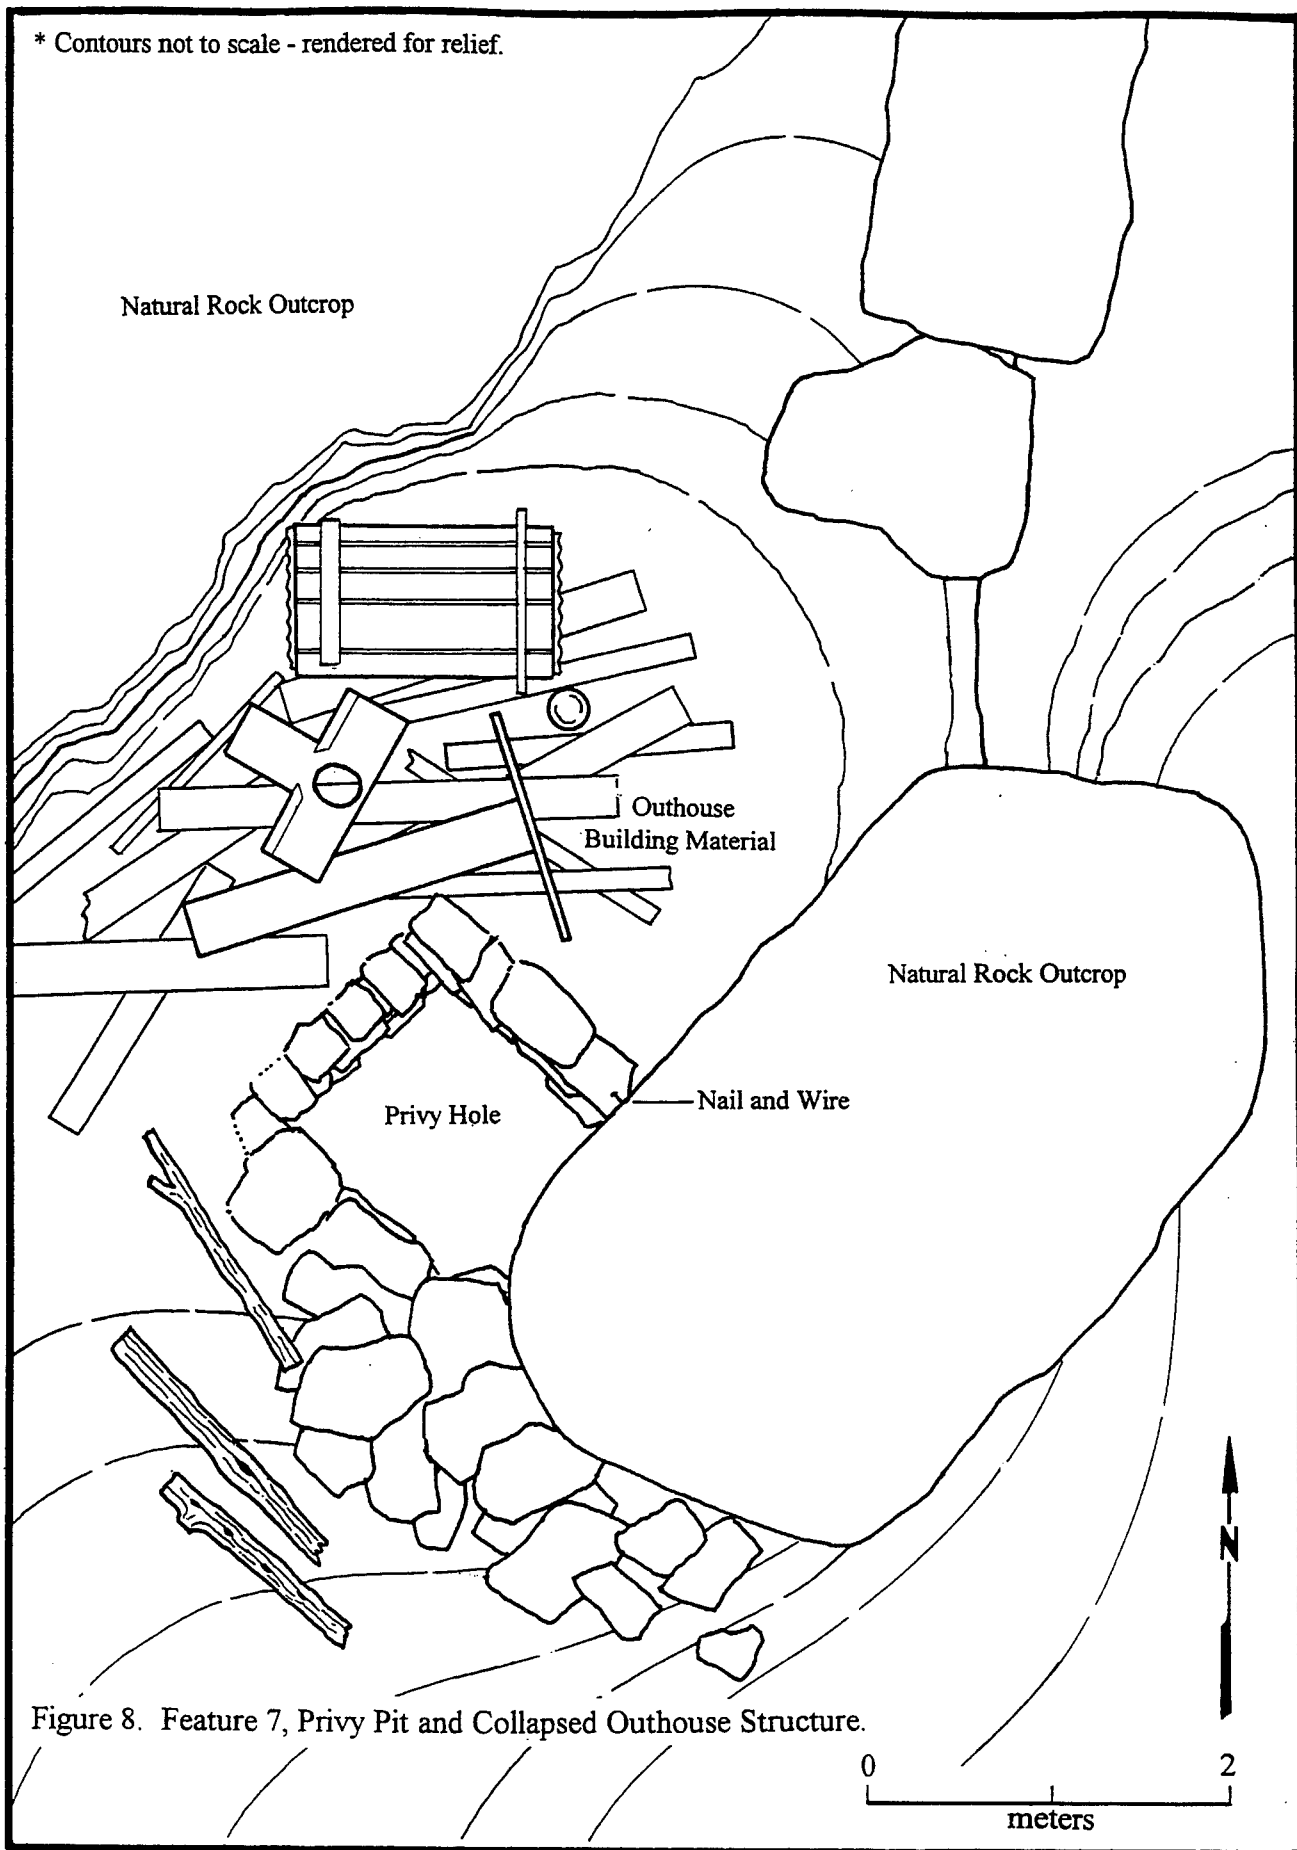 * Contours not to scale - rendered for relief.
Natural Rock Outcrop
Outhouse
Building Material
Natural Rock Outcrop
Nail and Wire
Privy Hole
N
Figure 8. Feature 7, Privy Pit and Collapsed Outhouse Structure.
0 2
meters